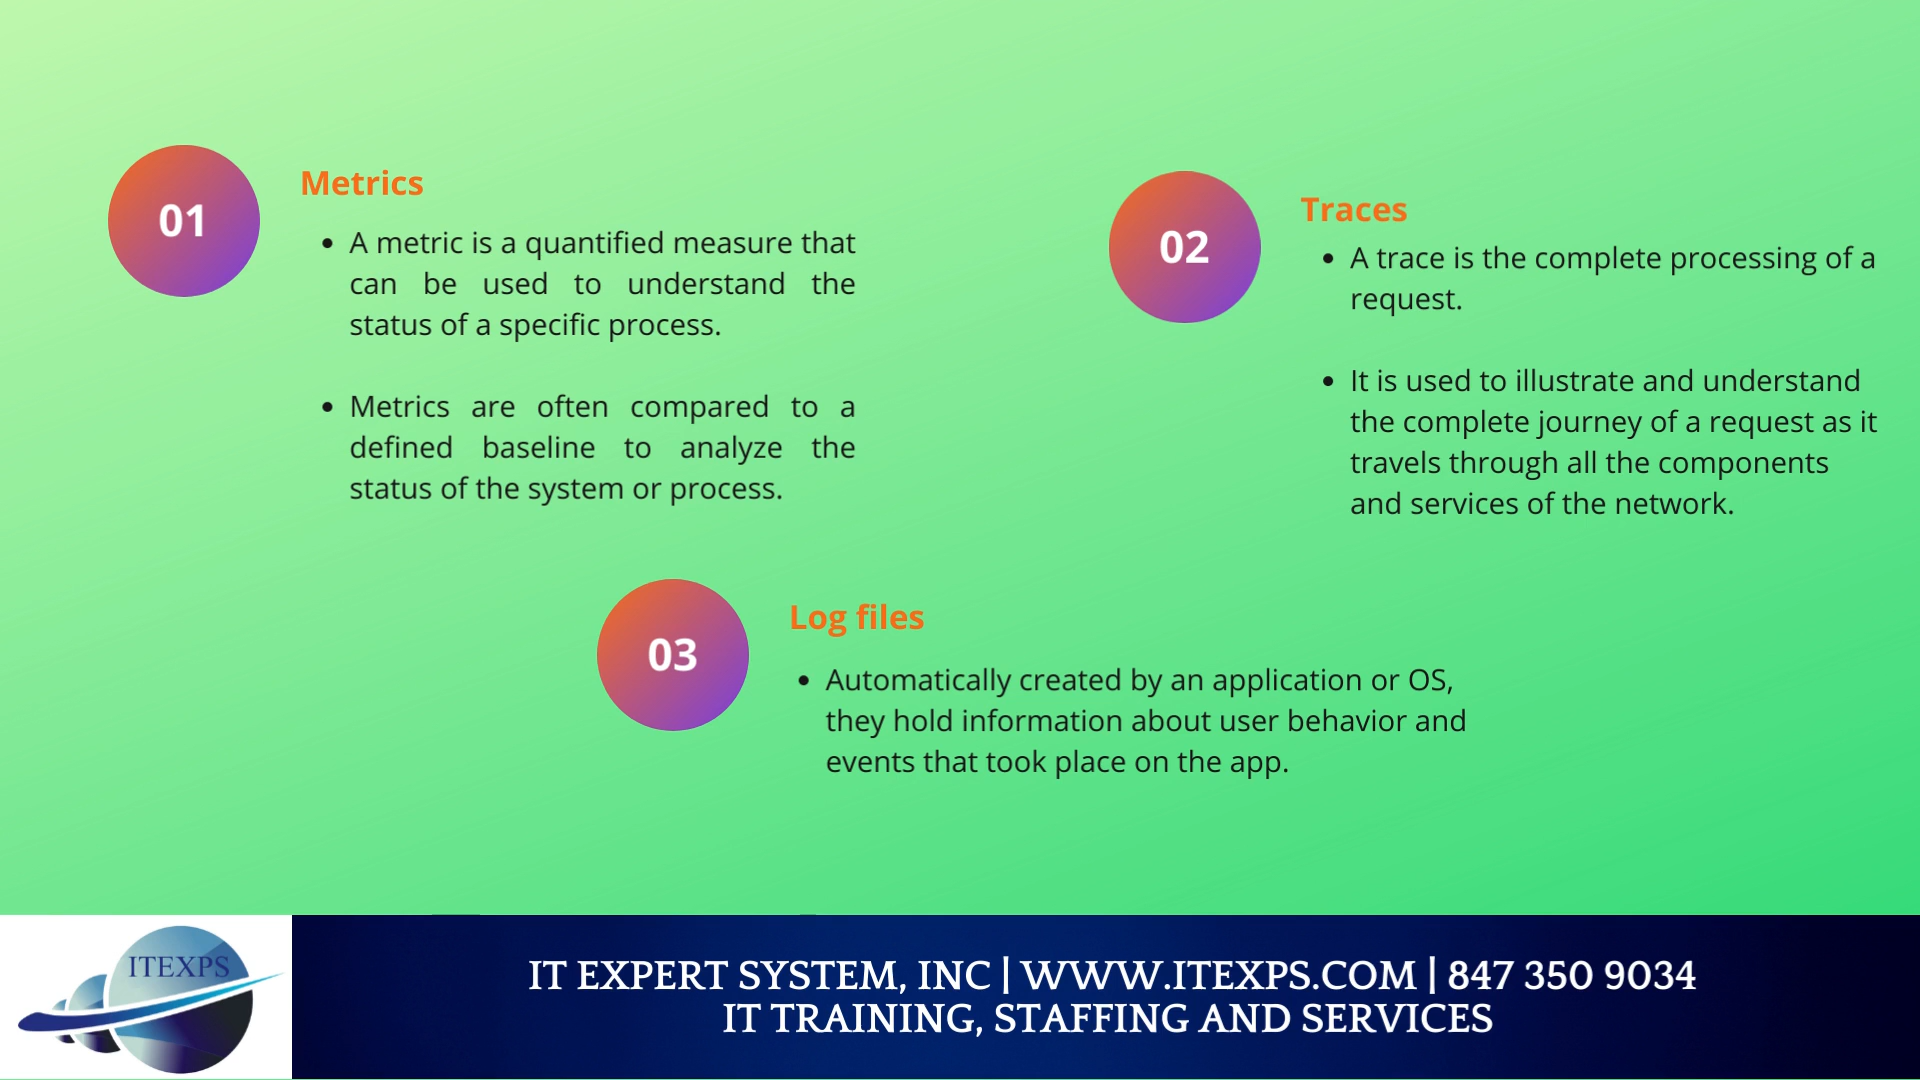 01
Metrics
• A metric is a quantified measure that
can be used to understand the
status of a specific process.
• Metrics are often compared to a
defined baseline to analyze the
status of the system or process.
02
Traces
• A trace is the complete processing of a
request.
• It is used to illustrate and understand
the complete journey of a request as it
travels through all the components
and services of the network.
03
Log files
• Automatically created by an application or OS,
they hold information about user behavior and
events that took place on the app.
ITEXPS
IT EXPERT SYSTEM, INC | WWW.ITEXPS.COM | 847 350 9034
IT TRAINING, STAFFING AND SERVICES